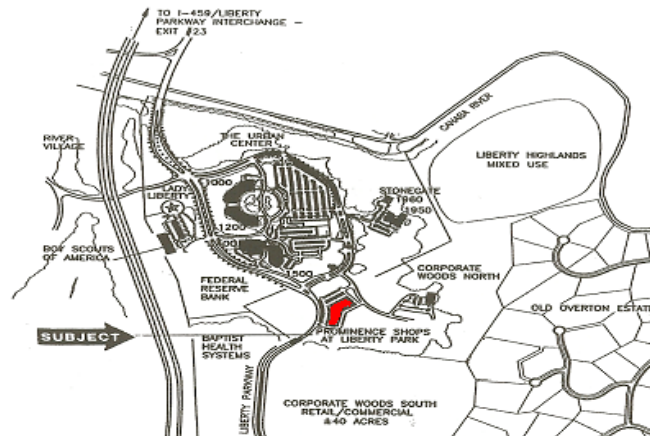 TO I-459/LIBERTY
PARKWAY INTERCHANGE -
EXIT #23
RIVER
VILLAGE
THE URBAN
CENTER
CAHABA RIVER
LIBERTY HIGHLANDS
MIXED USE
LADY
LIBERTY
1000
STONEGATE
1960
1950
1200
BOY SCOUTS
OF AMERICA
1500
FEDERAL
RESERVE
BANK
CORPORATE
WOODS NORTH
OLD OVERTON ESTAT
SUBJECT
PROMINENCE SHOPS
AT LIBERTY PARK
BAPTIST
HEALTH
SYSTEMS
LIBERTY PARKWAY
CORPORATE WOODS SOUTH
RETAIL/COMMERCIAL
±40 ACRES